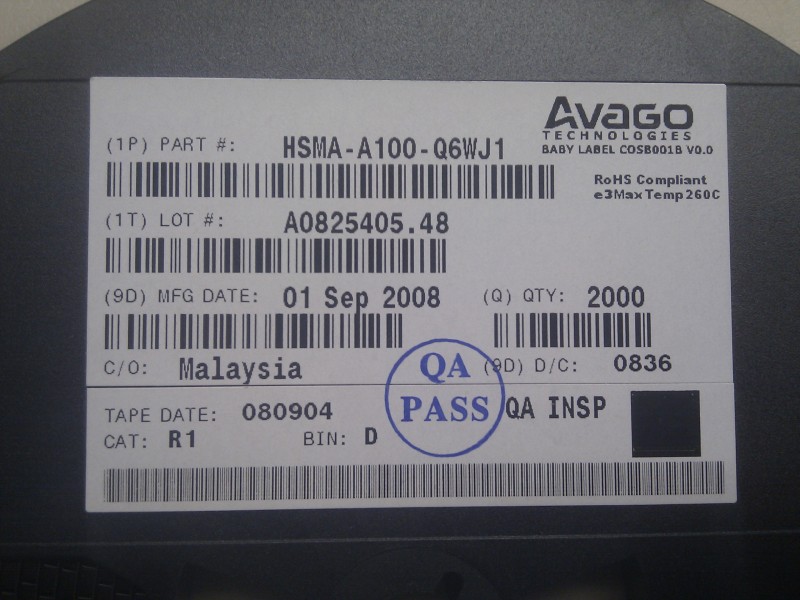 AVAGO
TECHNOLOGIES
BABY LABEL COSB001B V0.0
(1P) PART #: HSMA-A100-Q6WJ1
RoHS Compliant
e3MaxTemp260C
(1T) LOT #: A0825405.48
(9D) MFG DATE: 01 Sep 2008 (Q) QTY: 2000
C/O: Malaysia (9D) D/C: 0836
QA
PASS
TAPE DATE: 080904 QA INSP
CAT: R1 BIN: D